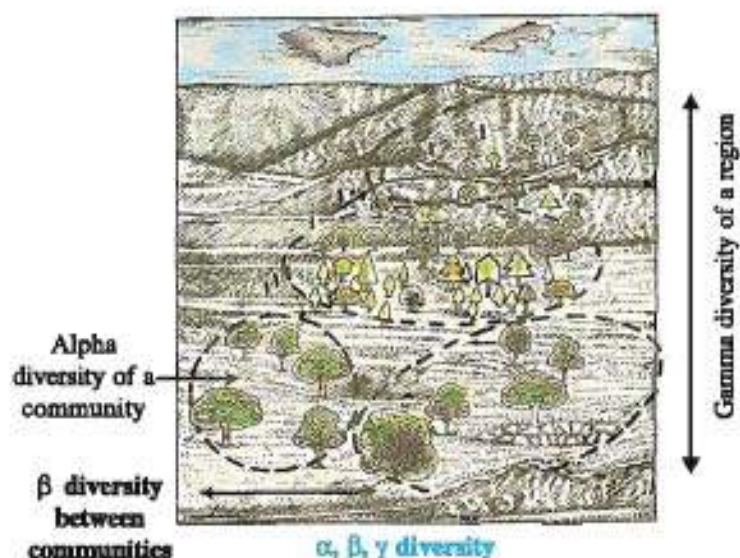 Alpha
diversity of a
community
β diversity
between
communities
Gamma diversity of a region
α, β, γ diversity